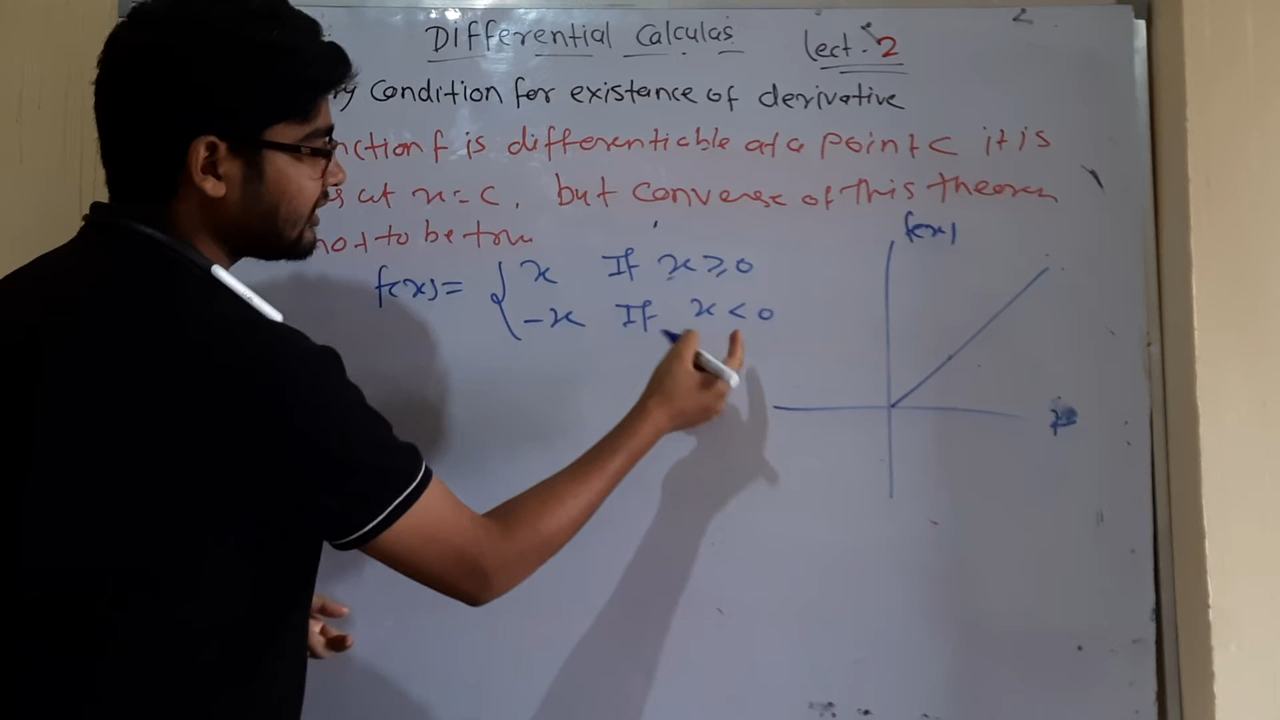 Differential Calculas Lect. 2
Condition for existence of derivative
f is differentiable at a point c it is
at x = c, but converse of this theorem
not to be true
f(x) = { x If x ≥ 0
-x If x < 0
f(x)